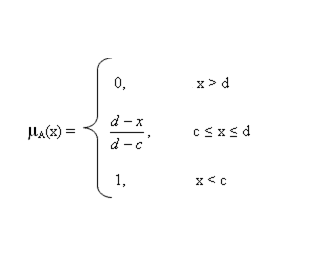 0, x > d
μA(x) = d − x / d − c, c ≤ x ≤ d
1, x < c